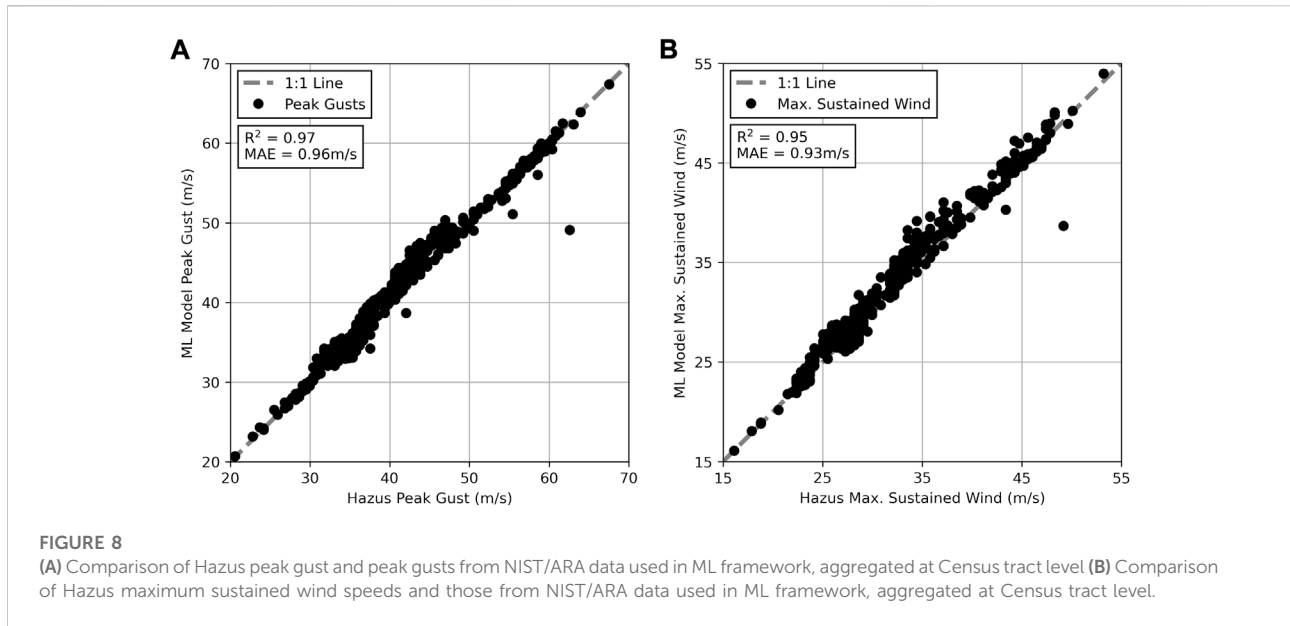 A
70
60
50
40
30
20
ML Model Peak Gust (m/s)
1:1 Line
Peak Gusts
R² = 0.97
MAE = 0.96m/s
20 30 40 50 60 70
Hazus Peak Gust (m/s)
B
55
45
35
25
15
ML Model Max. Sustained Wind (m/s)
1:1 Line
Max. Sustained Wind
R² = 0.95
MAE = 0.93m/s
15 25 35 45 55
Hazus Max. Sustained Wind (m/s)
FIGURE 8
(A) Comparison of Hazus peak gust and peak gusts from NIST/ARA data used in ML framework, aggregated at Census tract level (B) Comparison
of Hazus maximum sustained wind speeds and those from NIST/ARA data used in ML framework, aggregated at Census tract level.